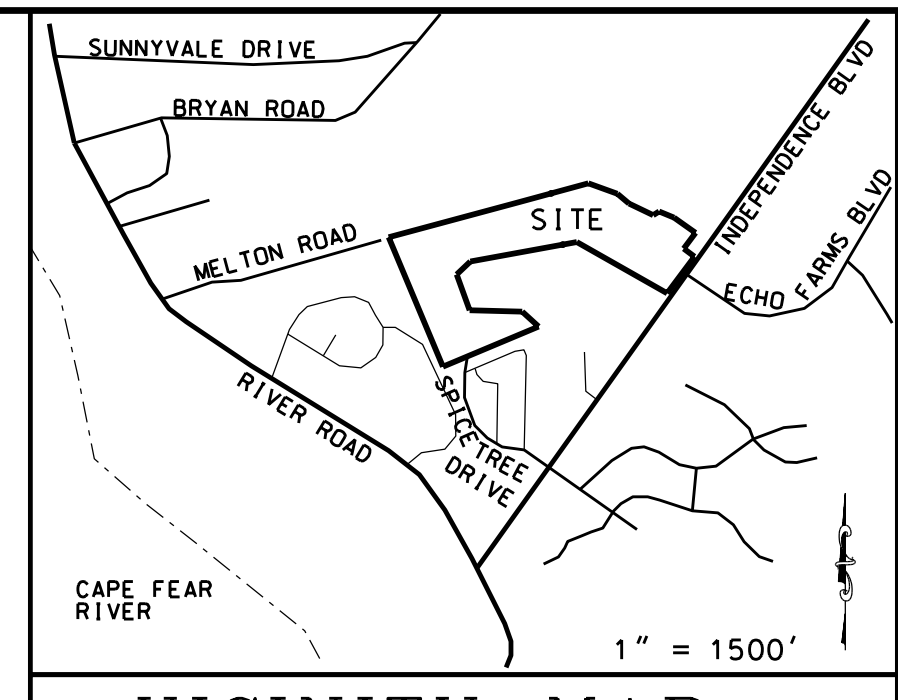 SUNNYVALE DRIVE
BRYAN ROAD
INDEPENDENCE BLVD
SITE
MELTON ROAD
ECHO FARMS BLVD
RIVER ROAD
SPICETREE
DRIVE
CAPE FEAR
RIVER
1" = 1500'